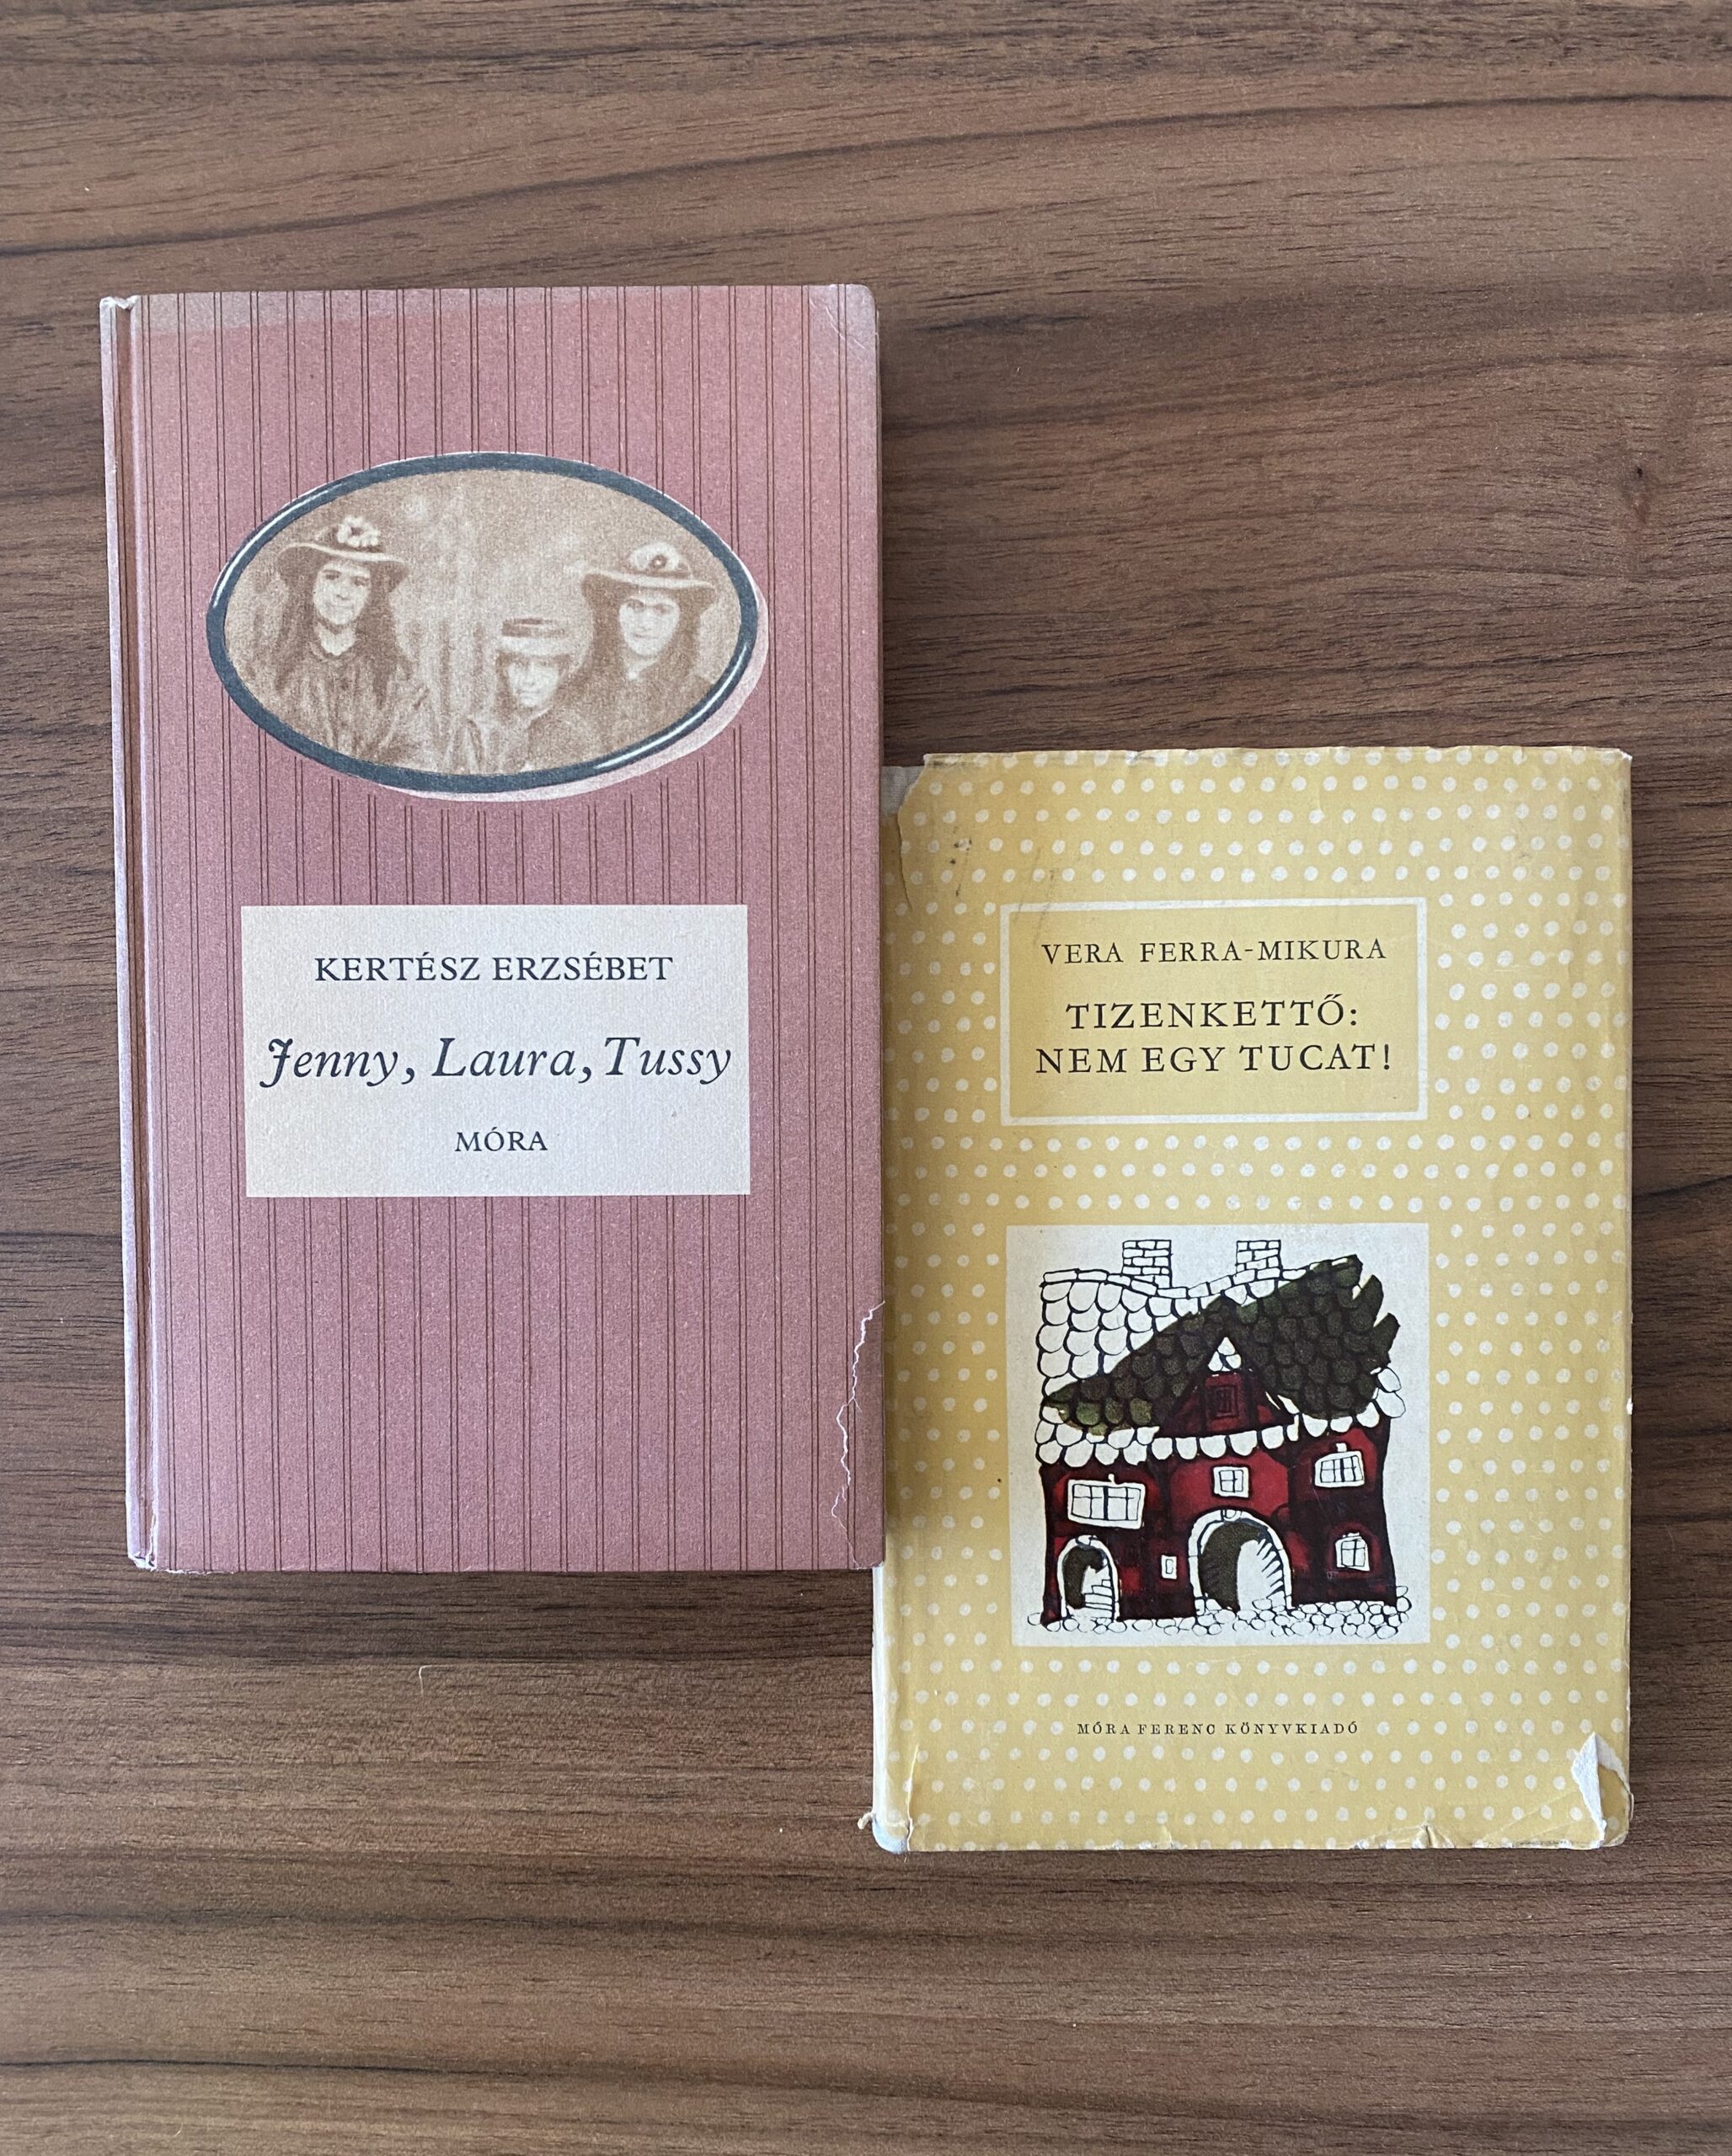 KERTÉSZ ERZSÉBET
Jenny, Laura, Tussy
MÓRA
VERA FERRA-MIKURA
TIZENKETTŐ:
NEM EGY TUCAT!
MÓRA FERENC KÖNYVKIADÓ